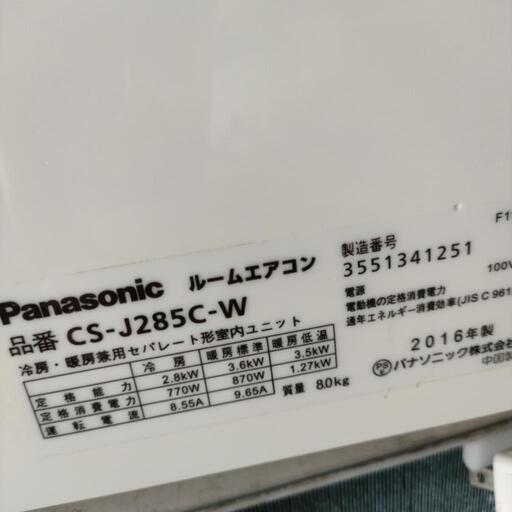 Panasonic ルームエアコン
品番 CS-J285C-W
冷房・暖房兼用セパレート形室内ユニット
冷房 暖房標準 暖房低温
定格能力 2.8kW 3.6kW 3.5kW
定格消費電力 770W 870W 1.27kW
運転電流 8.55A 9.65A
質量 8.0kg
製造番号
3551341251
電源 100V
電動機の定格消費電力
通年エネルギー消費効率(JIS C 961
2016年製
パナソニック株式会
中国製